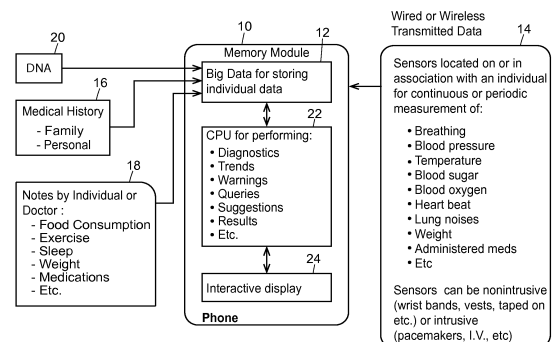 20
DNA
16
Medical History
- Family
- Personal
18
Notes by Individual or
Doctor :
- Food Consumption
- Exercise
- Sleep
- Weight
- Medications
- Etc.
10
Memory Module
12
Big Data for storing
individual data
22
CPU for performing:
• Diagnostics
• Trends
• Warnings
• Queries
• Suggestions
• Results
• Etc.
24
Interactive display
Phone
Wired or Wireless
Transmitted Data
14
Sensors located on or in
association with an individual
for continuous or periodic
measurement of:
• Breathing
• Blood pressure
• Temperature
• Blood sugar
• Blood oxygen
• Heart beat
• Lung noises
• Weight
• Administered meds
• Etc
Sensors can be nonintrusive
(wrist bands, vests, taped on
etc.) or intrusive
(pacemakers, I.V., etc)